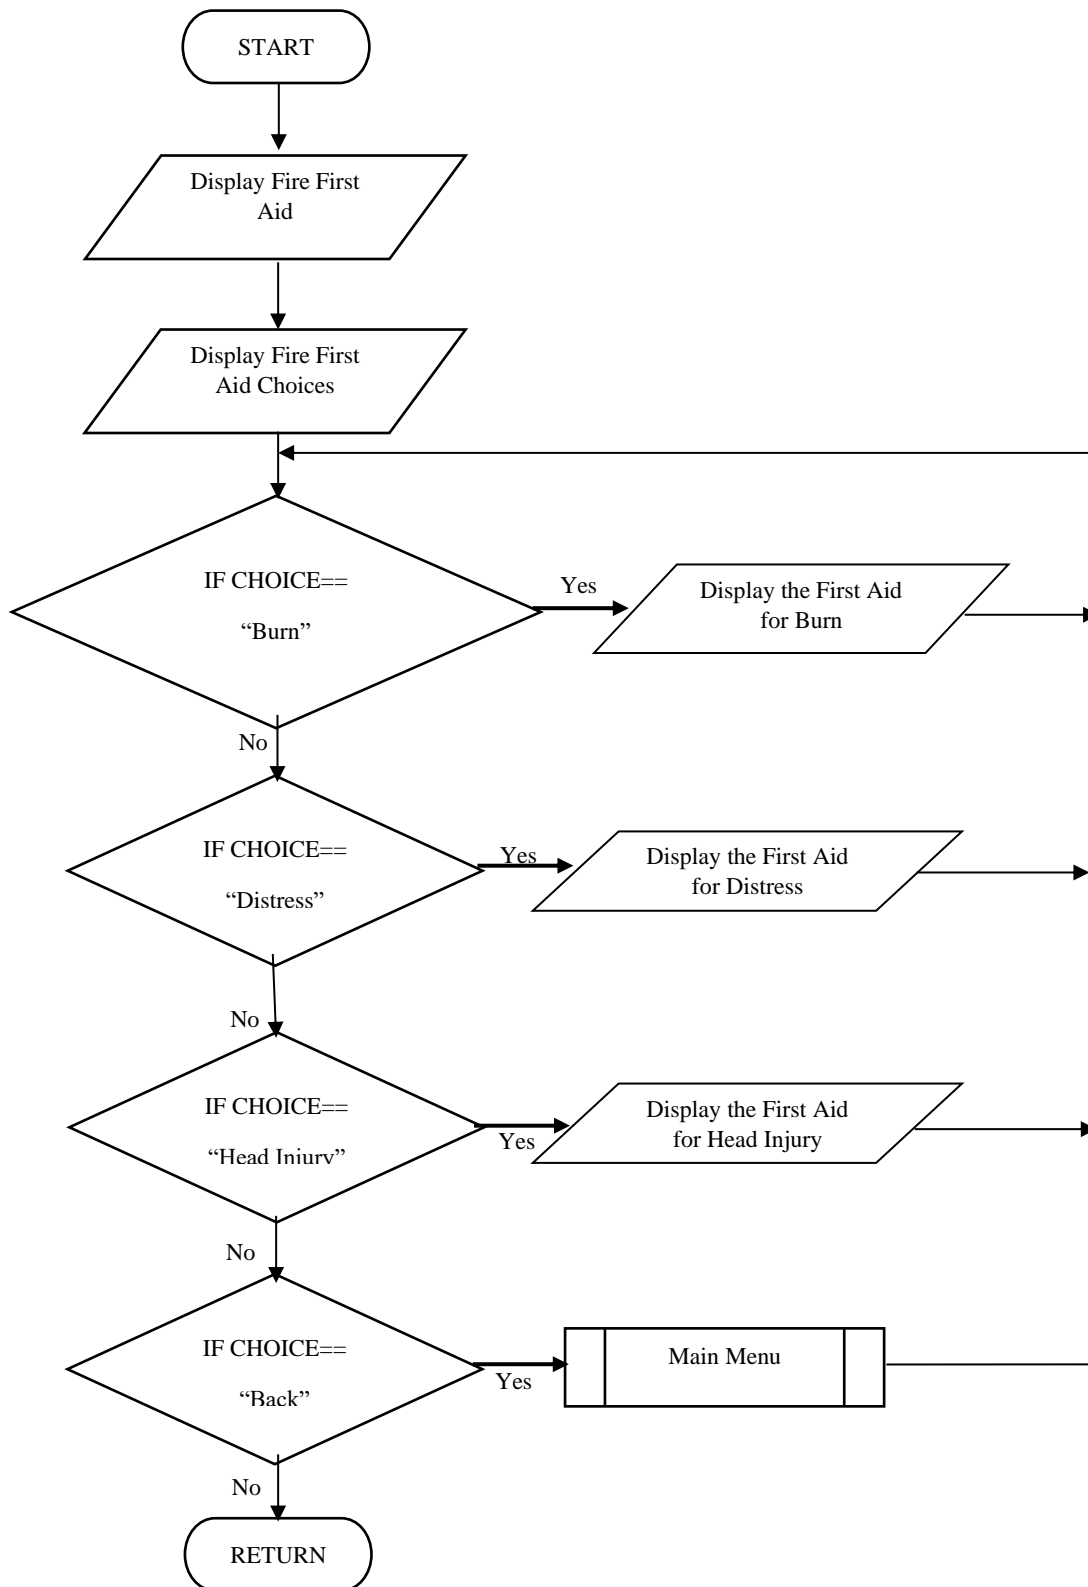 START
Display Fire First
Aid
Display Fire First
Aid Choices
IF CHOICE==
“Burn”
Yes
Display the First Aid
for Burn
No
IF CHOICE==
“Distress”
Yes
Display the First Aid
for Distress
No
IF CHOICE==
“Head Injury”
Yes
Display the First Aid
for Head Injury
No
IF CHOICE==
“Back”
Yes
Main Menu
No
RETURN